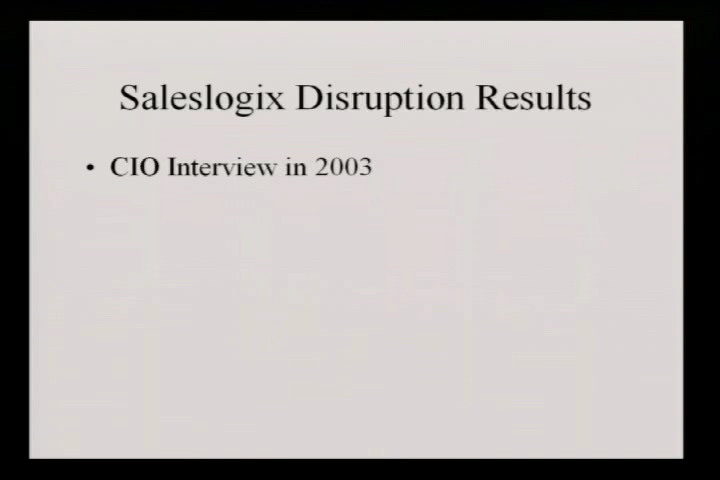 Saleslogix Disruption Results
• CIO Interview in 2003